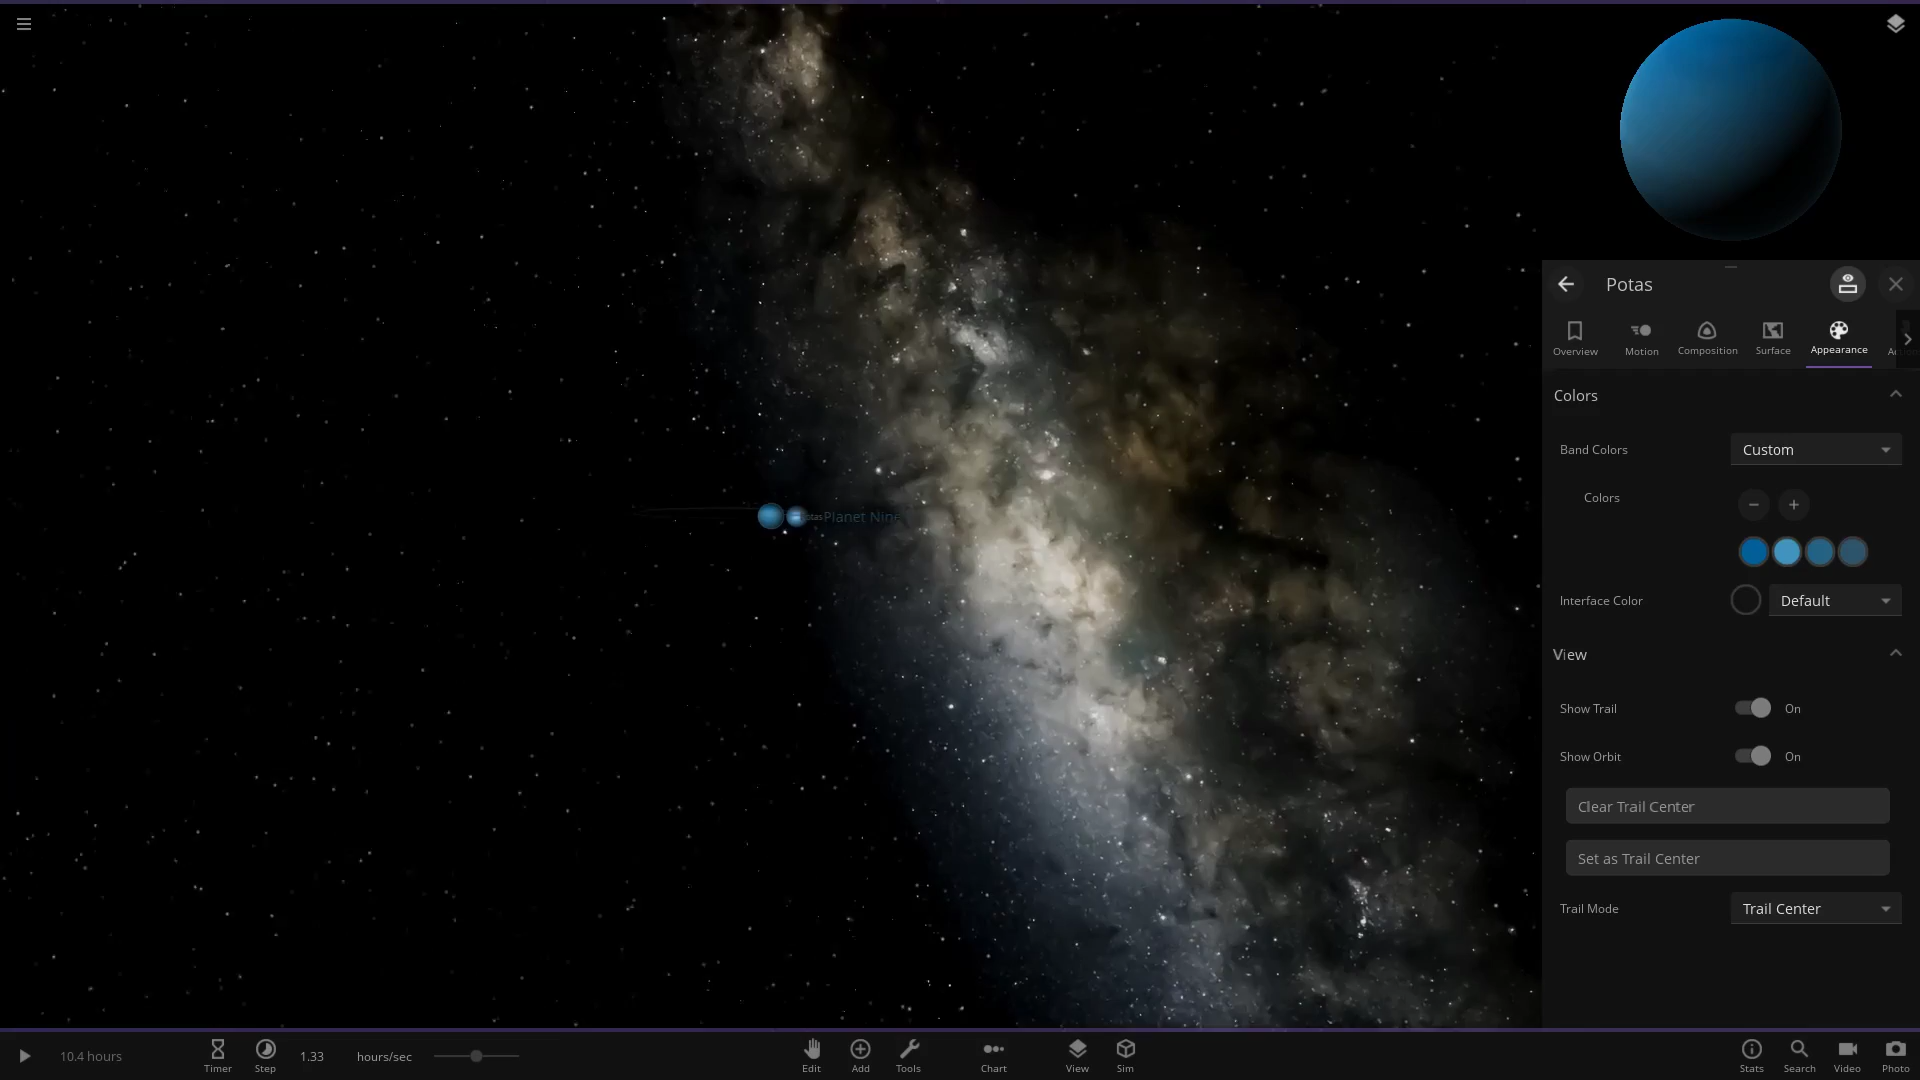 Potas
Overview
Motion
Composition
Surface
Appearance
Colors
Band Colors
Custom
Colors
Interface Color
Default
Planet Nine
View
Show Trail
On
Show Orbit
On
Clear Trail Center
Set as Trail Center
Trail Mode
Trail Center
10.4 hours
Timer
Step
1.33
hours/sec
Edit
Add
Tools
Chart
View
Sim
Stats
Search
Video
Photo